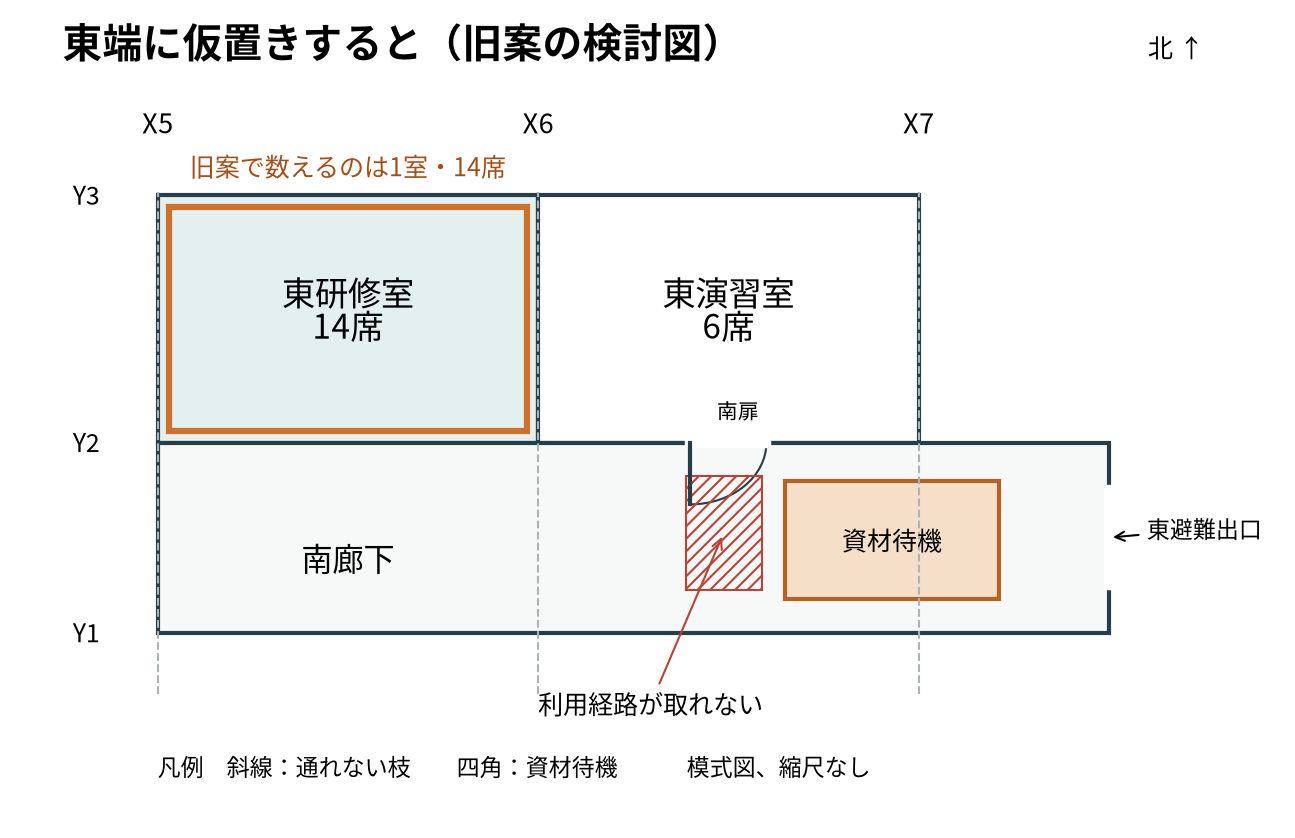 東端に仮置きすると（旧案の検討図）
北 ↑
X5
X6
X7
旧案で数えるのは1室・14席
Y3
東研修室
14席
東演習室
6席
南扉
Y2
資材待機
東避難出口
南廊下
Y1
利用経路が取れない
凡例　斜線：通れない枝　　四角：資材待機　　　模式図、縮尺なし